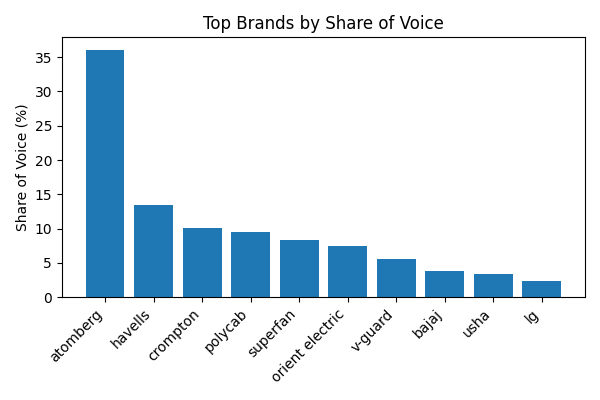 Top Brands by Share of Voice
Share of Voice (%)
35
30
25
20
15
10
5
0
atomberg
havells
crompton
polycab
superfan
orient electric
v-guard
bajaj
usha
lg